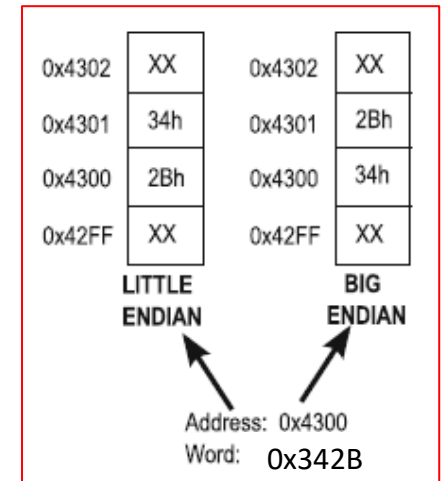 0x4302 XX 0x4302 XX
0x4301 34h 0x4301 2Bh
0x4300 2Bh 0x4300 34h
0x42FF XX 0x42FF XX
LITTLE BIG
ENDIAN ENDIAN
Address: 0x4300
Word: 0x342B